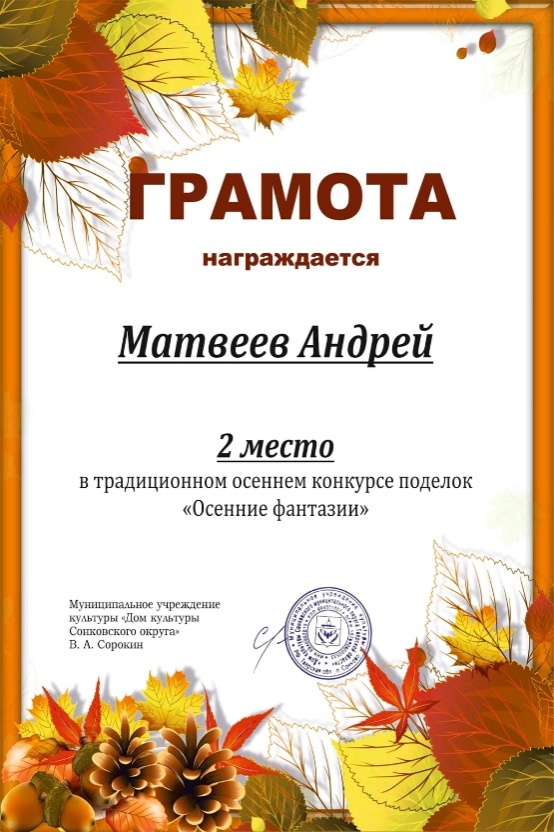 ГРАМОТА
награждается
Матвеев Андрей
2 место
в традиционном осеннем конкурсе поделок
«Осенние фантазии»
Муниципальное учреждение
культуры «Дом культуры
Сонковского округа»
В. А. Сорокин